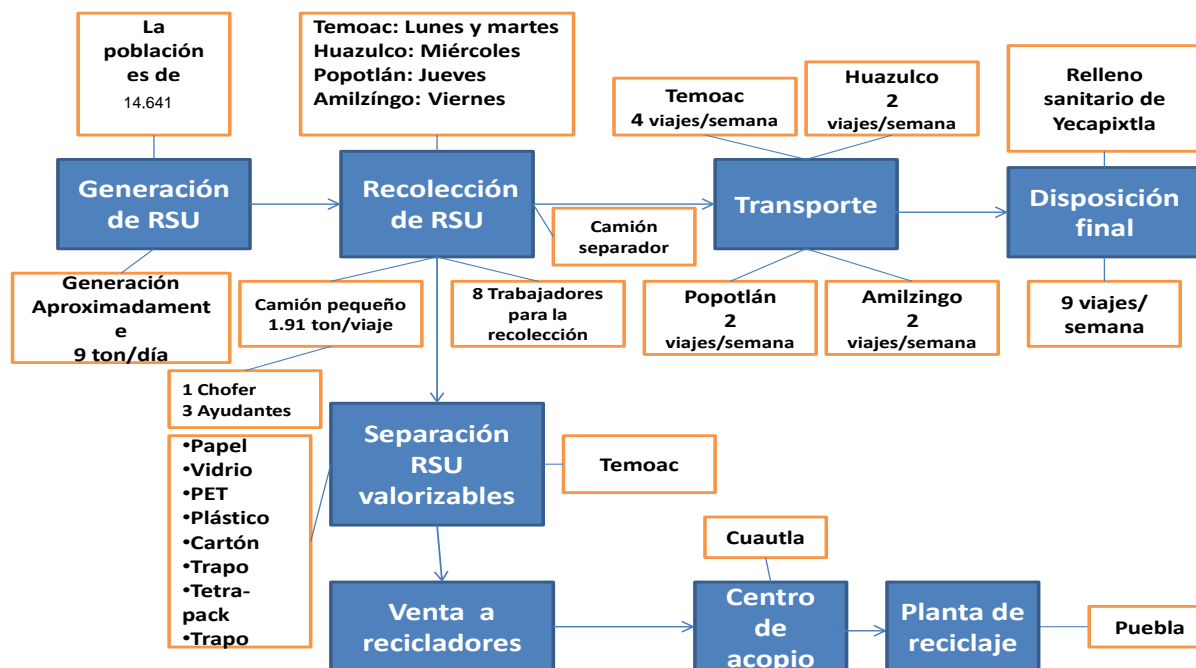 La
población
es de
14,641
Temoac: Lunes y martes
Huazulco: Miércoles
Popotlán: Jueves
Amilzíngo: Viernes
Temoac
4 viajes/semana
Huazulco
2
viajes/semana
Relleno
sanitario de
Yecapixtla
Generación
de RSU
Recolección
de RSU
Camión
separador
Transporte
Disposición
final
Generación
Aproximadament
e
9 ton/día
Camión pequeño
1.91 ton/viaje
8 Trabajadores
para la
recolección
Popotlán
2
viajes/semana
Amilzingo
2
viajes/semana
9 viajes/
semana
1 Chofer
3 Ayudantes
•Papel
•Vidrio
•PET
•Plástico
•Cartón
•Trapo
•Tetra-
pack
•Trapo
Separación
RSU
valorizables
Temoac
Cuautla
Venta a
recicladores
Centro
de
acopio
Planta de
reciclaje
Puebla